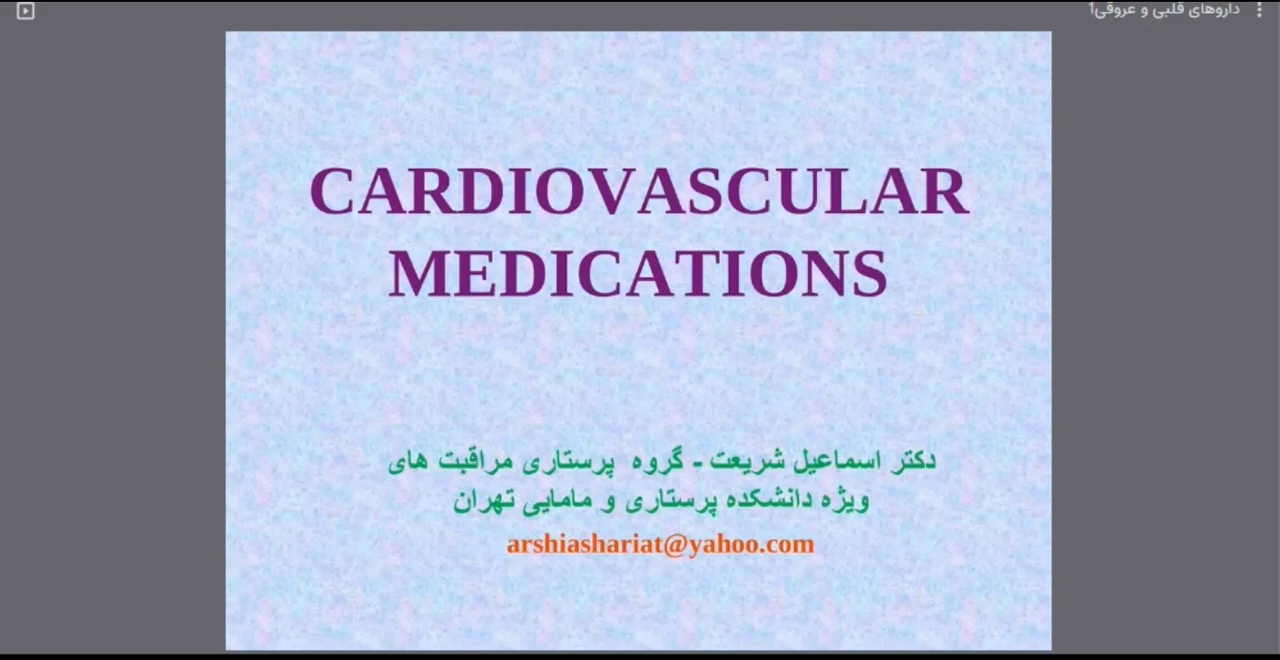 داروهای قلبی و عروقی1
CARDIOVASCULAR
MEDICATIONS
دکتر اسماعیل شریعت - گروه پرستاری مراقبت های
ویژه دانشکده پرستاری و مامایی تهران
arshiashariat@yahoo.com